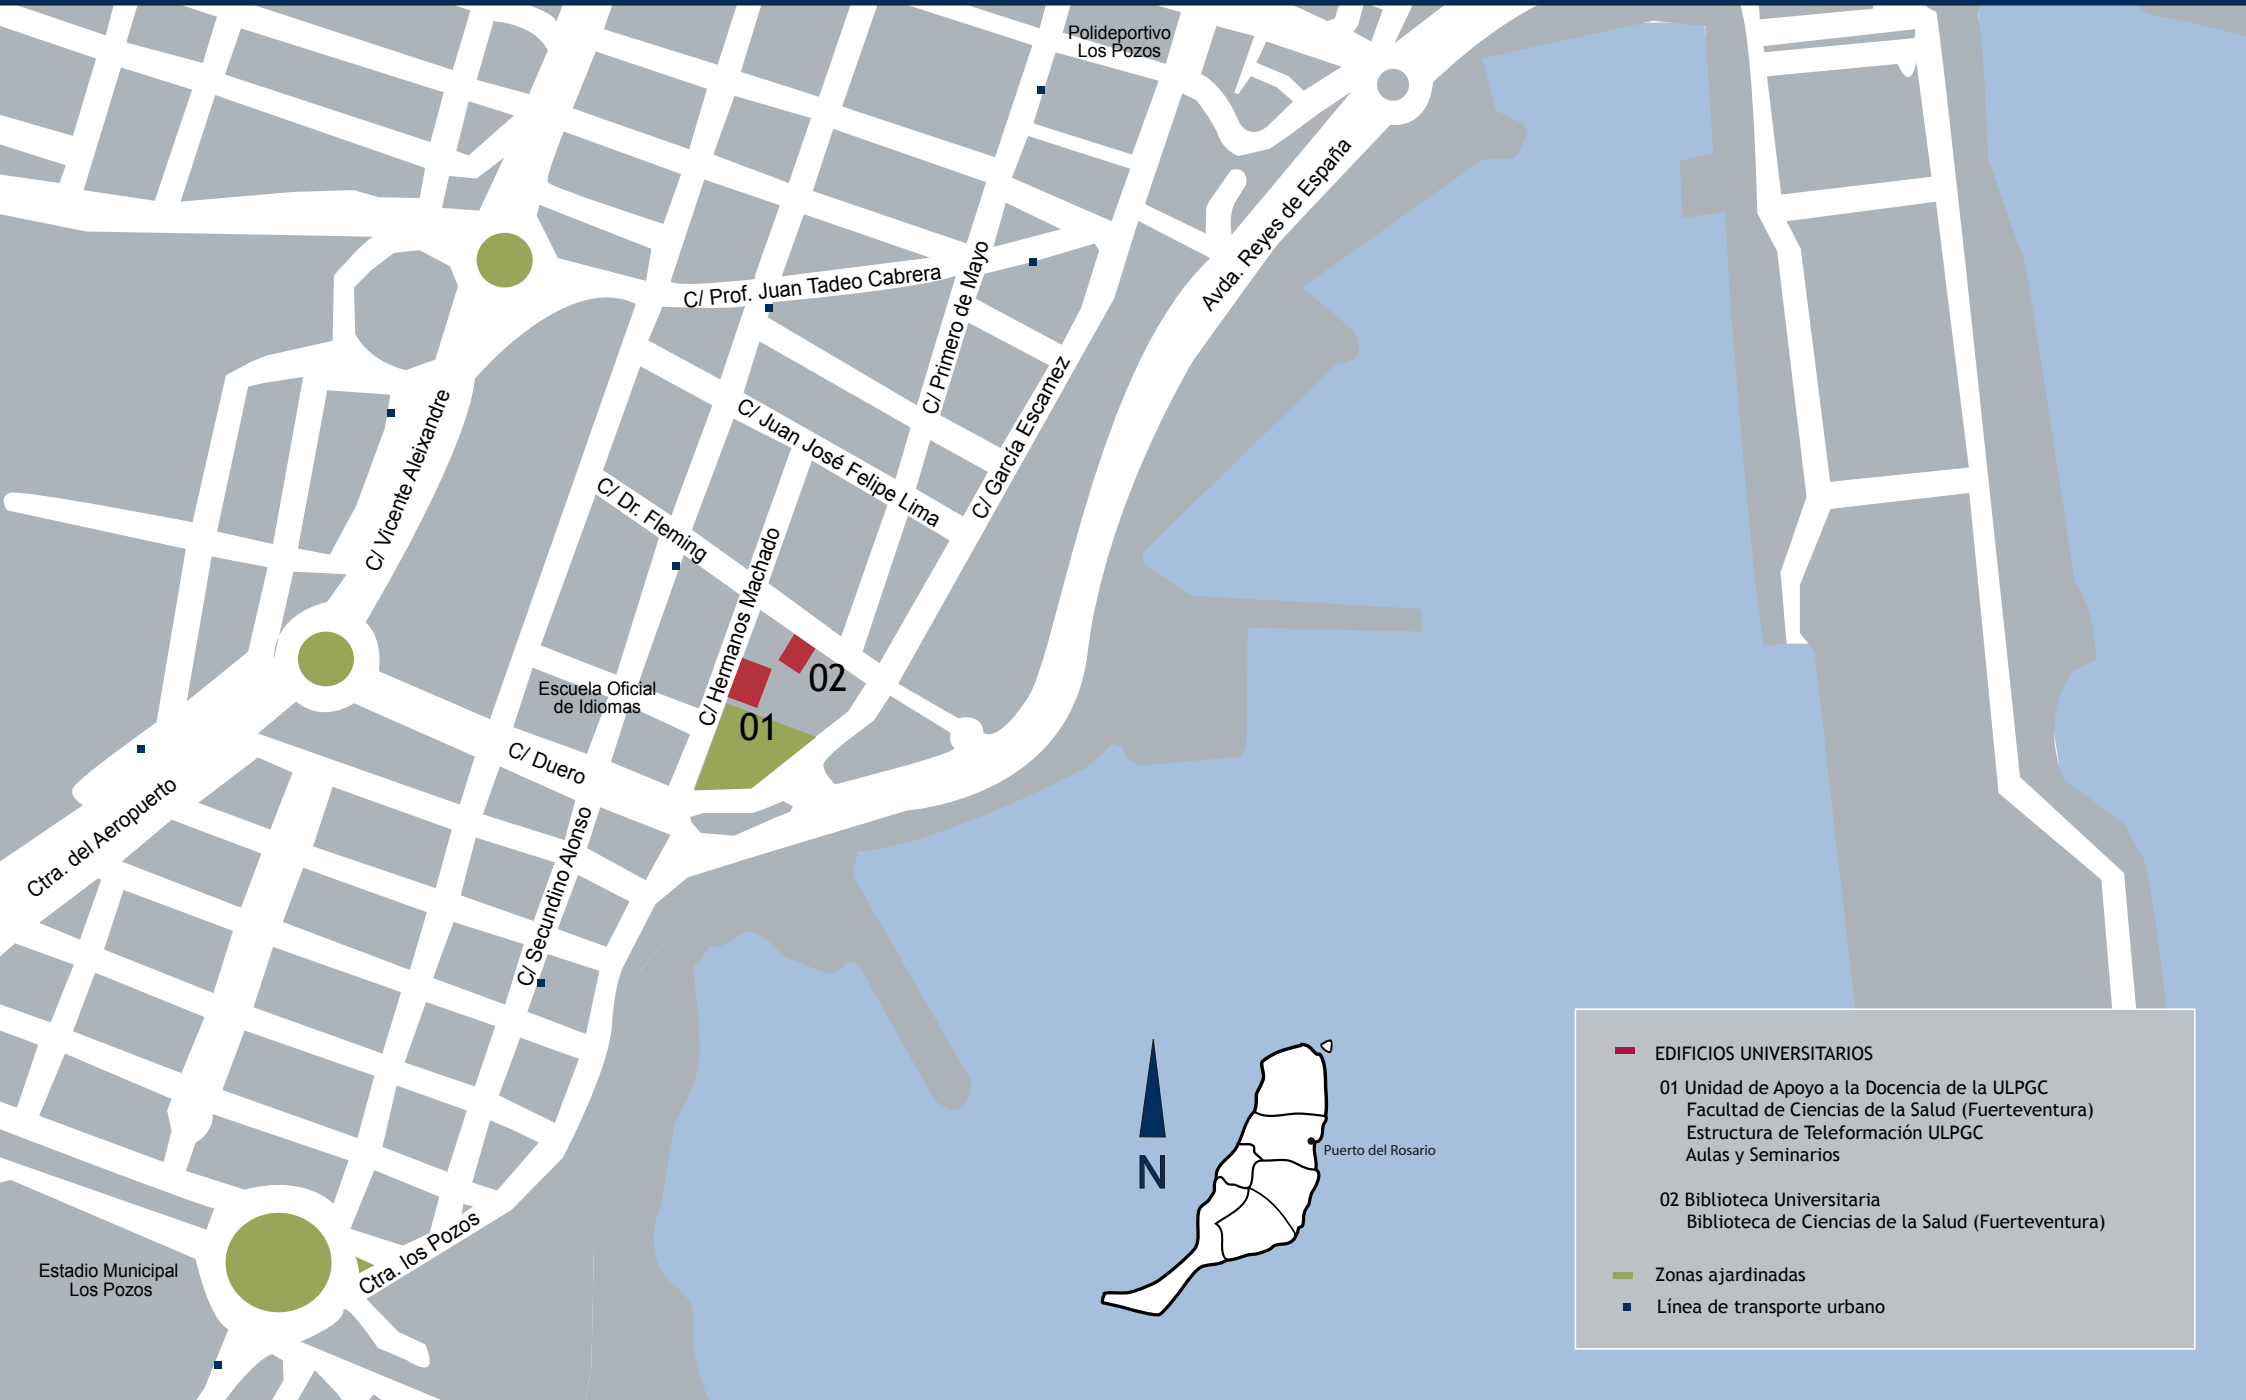 Polideportivo
Los Pozos
Avda. Reyes de España
C/ Prof. Juan Tadeo Cabrera
C/ Primero de Mayo
C/ García Escamez
C/ Vicente Aleixandre
C/ Juan José Felipe Lima
C/ Dr. Fleming
C/ Hermanos Machado
02
01
Escuela Oficial
de Idiomas
C/ Duero
Ctra. del Aeropuerto
C/ Secundino Alonso
Ctra. los Pozos
Estadio Municipal
Los Pozos
N
Puerto del Rosario
EDIFICIOS UNIVERSITARIOS
01 Unidad de Apoyo a la Docencia de la ULPGC
Facultad de Ciencias de la Salud (Fuerteventura)
Estructura de Teleformación ULPGC
Aulas y Seminarios
02 Biblioteca Universitaria
Biblioteca de Ciencias de la Salud (Fuerteventura)
Zonas ajardinadas
Línea de transporte urbano